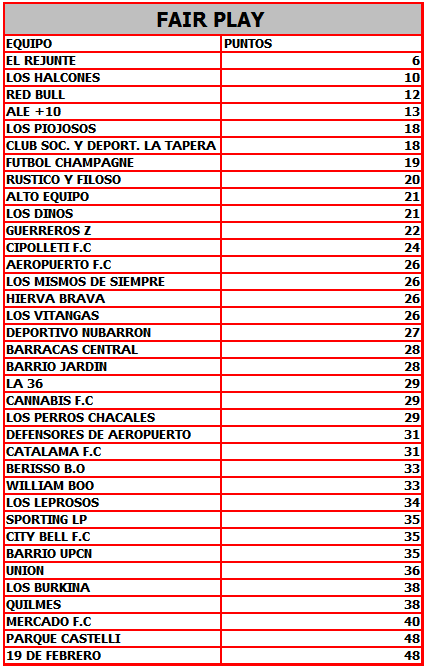 FAIR PLAY
EQUIPO PUNTOS
EL REJUNTE 6
LOS HALCONES 10
RED BULL 12
ALE +10 13
LOS PIOJOSOS 18
CLUB SOC. Y DEPORT. LA TAPERA 18
FUTBOL CHAMPAGNE 19
RUSTICO Y FILOSO 20
ALTO EQUIPO 21
LOS DINOS 21
GUERREROS Z 22
CIPOLLETI F.C 24
AEROPUERTO F.C 26
LOS MISMOS DE SIEMPRE 26
HIERVA BRAVA 26
LOS VITANGAS 26
DEPORTIVO NUBARRON 27
BARRACAS CENTRAL 28
BARRIO JARDIN 28
LA 36 29
CANNABIS F.C 29
LOS PERROS CHACALES 29
DEFENSORES DE AEROPUERTO 31
CATALAMA F.C 31
BERISSO B.O 33
WILLIAM BOO 33
LOS LEPROSOS 34
SPORTING LP 35
CITY BELL F.C 35
BARRIO UPCN 35
UNION 36
LOS BURKINA 38
QUILMES 38
MERCADO F.C 40
PARQUE CASTELLI 48
19 DE FEBRERO 48